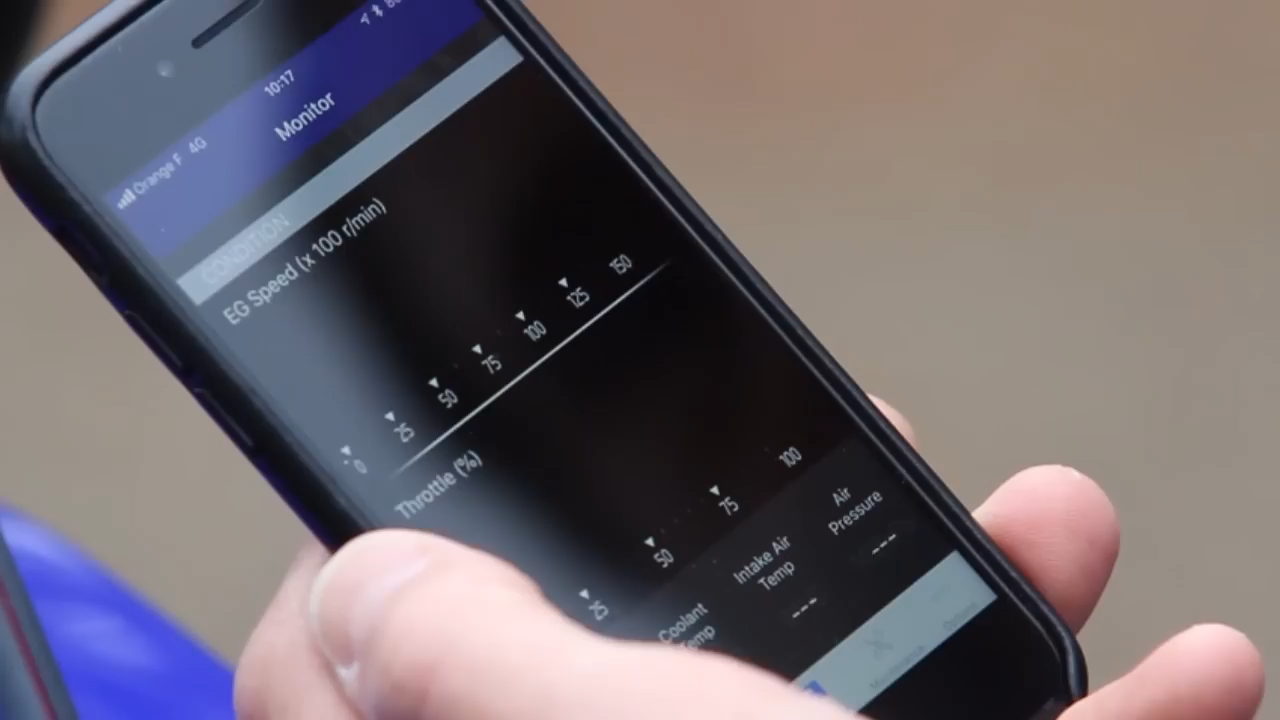 Orange F 4G
10:17
Monitor
CONDITION
EG Speed (x 100 r/min)
0 25 50 75 100 125 150
Throttle (%)
25 50 75 100
Coolant
Intake Air
Temp
---
Air
Pressure
---